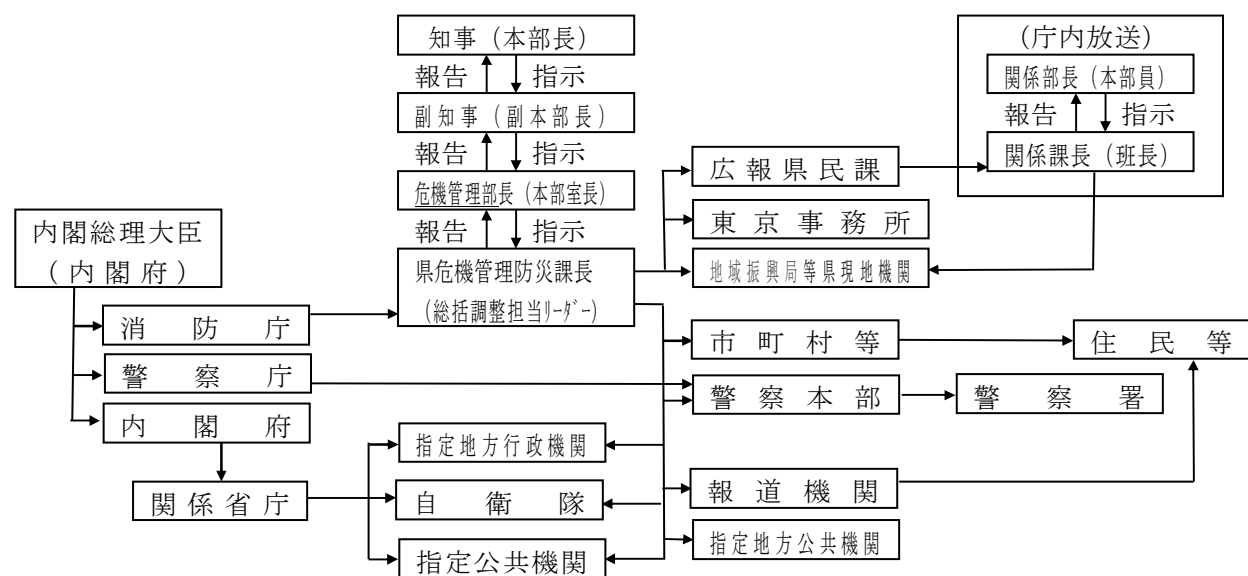 知事（本部長）
報告 指示
副知事（副本部長）
報告 指示
危機管理部長（本部室長）
報告 指示
県危機管理防災課長
（総括調整担当ﾘｰﾀﾞｰ）
（庁内放送）
関係部長（本部員）
報告 指示
関係課長（班長）
広報県民課
東京事務所
地域振興局等県現地機関
内閣総理大臣
（内閣府）
消防庁
警察庁
内閣府
関係省庁
市町村等
住民等
警察本部
警察署
指定地方行政機関
自衛隊
指定公共機関
報道機関
指定地方公共機関